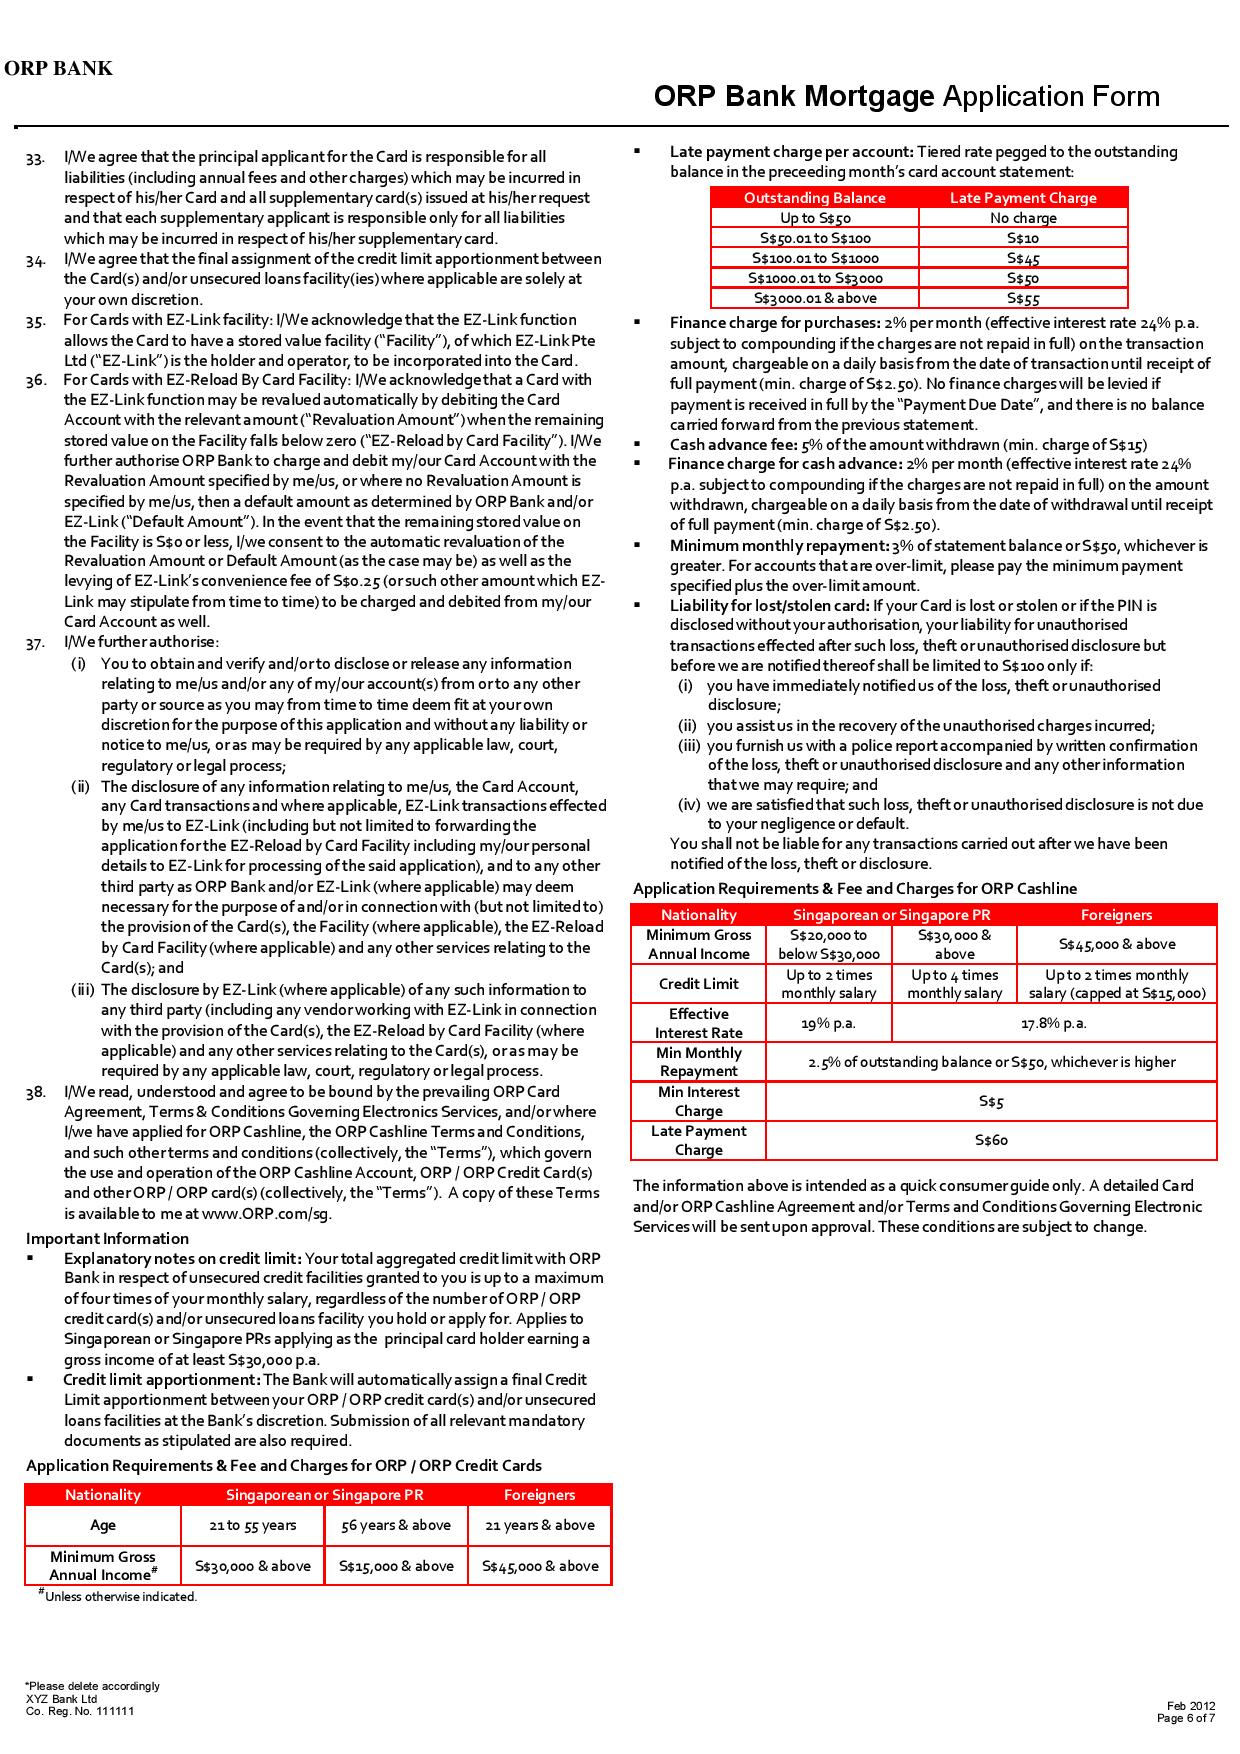 ORP BANK
ORP Bank Mortgage Application Form
33. I/We agree that the principal applicant for the Card is responsible for all
liabilities (including annual fees and other charges) which may be incurred in
respect of his/her Card and all supplementary card(s) issued at his/her request
and that each supplementary applicant is responsible only for all liabilities
which may be incurred in respect of his/her supplementary card.
34. I/We agree that the final assignment of the credit limit apportionment between
the Card(s) and/or unsecured loans facility(ies) where applicable are solely at
your own discretion.
35. For Cards with EZ-Link facility: I/We acknowledge that the EZ-Link function
allows the Card to have a stored value facility (“Facility”), of which EZ-Link Pte
Ltd (“EZ-Link”) is the holder and operator, to be incorporated into the Card.
36. For Cards with EZ-Reload By Card Facility: I/We acknowledge that a Card with
the EZ-Link function may be revalued automatically by debiting the Card
Account with the relevant amount (“Revaluation Amount”) when the remaining
stored value on the Facility falls below zero (“EZ-Reload by Card Facility”). I/We
further authorise ORP Bank to charge and debit my/our Card Account with the
Revaluation Amount specified by me/us, or where no Revaluation Amount is
specified by me/us, then a default amount as determined by ORP Bank and/or
EZ-Link (“Default Amount”). In the event that the remaining stored value on
the Facility is S$0 or less, I/we consent to the automatic revaluation of the
Revaluation Amount or Default Amount (as the case may be) as well as the
levying of EZ-Link’s convenience fee of S$0.25 (or such other amount which EZ-
Link may stipulate from time to time) to be charged and debited from my/our
Card Account as well.
37. I/We further authorise:
(i) You to obtain and verify and/or to disclose or release any information
relating to me/us and/or any of my/our account(s) from or to any other
party or source as you may from time to time deem fit at your own
discretion for the purpose of this application and without any liability or
notice to me/us, or as may be required by any applicable law, court,
regulatory or legal process;
(ii) The disclosure of any information relating to me/us, the Card Account,
any Card transactions and where applicable, EZ-Link transactions effected
by me/us to EZ-Link (including but not limited to forwarding the
application for the EZ-Reload by Card Facility including my/our personal
details to EZ-Link for processing of the said application), and to any other
third party as ORP Bank and/or EZ-Link (where applicable) may deem
necessary for the purpose of and/or in connection with (but not limited to)
the provision of the Card(s), the Facility (where applicable), the EZ-Reload
by Card Facility (where applicable) and any other services relating to the
Card(s); and
(iii) The disclosure by EZ-Link (where applicable) of any such information to
any third party (including any vendor working with EZ-Link in connection
with the provision of the Card(s), the EZ-Reload by Card Facility (where
applicable) and any other services relating to the Card(s), or as may be
required by any applicable law, court, regulatory or legal process.
38. I/We read, understood and agree to be bound by the prevailing ORP Card
Agreement, Terms & Conditions Governing Electronics Services, and/or where
I/we have applied for ORP Cashline, the ORP Cashline Terms and Conditions,
and such other terms and conditions (collectively, the “Terms”), which govern
the use and operation of the ORP Cashline Account, ORP / ORP Credit Card(s)
and other ORP / ORP card(s) (collectively, the “Terms”). A copy of these Terms
is available to me at www.ORP.com/sg.
Important Information
▪ Explanatory notes on credit limit: Your total aggregated credit limit with ORP
Bank in respect of unsecured credit facilities granted to you is up to a maximum
of four times of your monthly salary, regardless of the number of ORP / ORP
credit card(s) and/or unsecured loans facility you hold or apply for. Applies to
Singaporean or Singapore PRs applying as the principal card holder earning a
gross income of at least S$30,000 p.a.
▪ Credit limit apportionment: The Bank will automatically assign a final Credit
Limit apportionment between your ORP / ORP credit card(s) and/or unsecured
loans facilities at the Bank’s discretion. Submission of all relevant mandatory
documents as stipulated are also required.
Application Requirements & Fee and Charges for ORP / ORP Credit Cards
Nationality Singaporean or Singapore PR Foreigners
Age 21 to 55 years 56 years & above 21 years & above
Minimum Gross
Annual Income# S$30,000 & above S$15,000 & above S$45,000 & above
#Unless otherwise indicated.
▪ Late payment charge per account: Tiered rate pegged to the outstanding
balance in the preceeding month’s card account statement:
Outstanding Balance Late Payment Charge
Up to S$50 No charge
S$50.01 to S$100 S$10
S$100.01 to S$1000 S$45
S$1000.01 to S$3000 S$50
S$3000.01 & above S$55
▪ Finance charge for purchases: 2% per month (effective interest rate 24% p.a.
subject to compounding if the charges are not repaid in full) on the transaction
amount, chargeable on a daily basis from the date of transaction until receipt of
full payment (min. charge of S$2.50). No finance charges will be levied if
payment is received in full by the “Payment Due Date”, and there is no balance
carried forward from the previous statement.
▪ Cash advance fee: 5% of the amount withdrawn (min. charge of S$15)
▪ Finance charge for cash advance: 2% per month (effective interest rate 24%
p.a. subject to compounding if the charges are not repaid in full) on the amount
withdrawn, chargeable on a daily basis from the date of withdrawal until receipt
of full payment (min. charge of S$2.50).
▪ Minimum monthly repayment: 3% of statement balance or S$50, whichever is
greater. For accounts that are over-limit, please pay the minimum payment
specified plus the over-limit amount.
▪ Liability for lost/stolen card: If your Card is lost or stolen or if the PIN is
disclosed without your authorisation, your liability for unauthorised
transactions effected after such loss, theft or unauthorised disclosure but
before we are notified thereof shall be limited to S$100 only if:
(i) you have immediately notified us of the loss, theft or unauthorised
disclosure;
(ii) you assist us in the recovery of the unauthorised charges incurred;
(iii) you furnish us with a police report accompanied by written confirmation
of the loss, theft or unauthorised disclosure and any other information
that we may require; and
(iv) we are satisfied that such loss, theft or unauthorised disclosure is not due
to your negligence or default.
You shall not be liable for any transactions carried out after we have been
notified of the loss, theft or disclosure.
Application Requirements & Fee and Charges for ORP Cashline
Nationality Singaporean or Singapore PR Foreigners
Minimum Gross
Annual Income S$20,000 to
below S$30,000 S$30,000 &
above S$45,000 & above
Credit Limit Up to 2 times
monthly salary Up to 4 times
monthly salary Up to 2 times monthly
salary (capped at S$15,000)
Effective
Interest Rate 19% p.a. 17.8% p.a.
Min Monthly
Repayment 2.5% of outstanding balance or S$50, whichever is higher
Min Interest
Charge S$5
Late Payment
Charge S$60
The information above is intended as a quick consumer guide only. A detailed Card
and/or ORP Cashline Agreement and/or Terms and Conditions Governing Electronic
Services will be sent upon approval. These conditions are subject to change.
*Please delete accordingly
XYZ Bank Ltd
Co. Reg. No. 111111
Feb 2012
Page 6 of 7